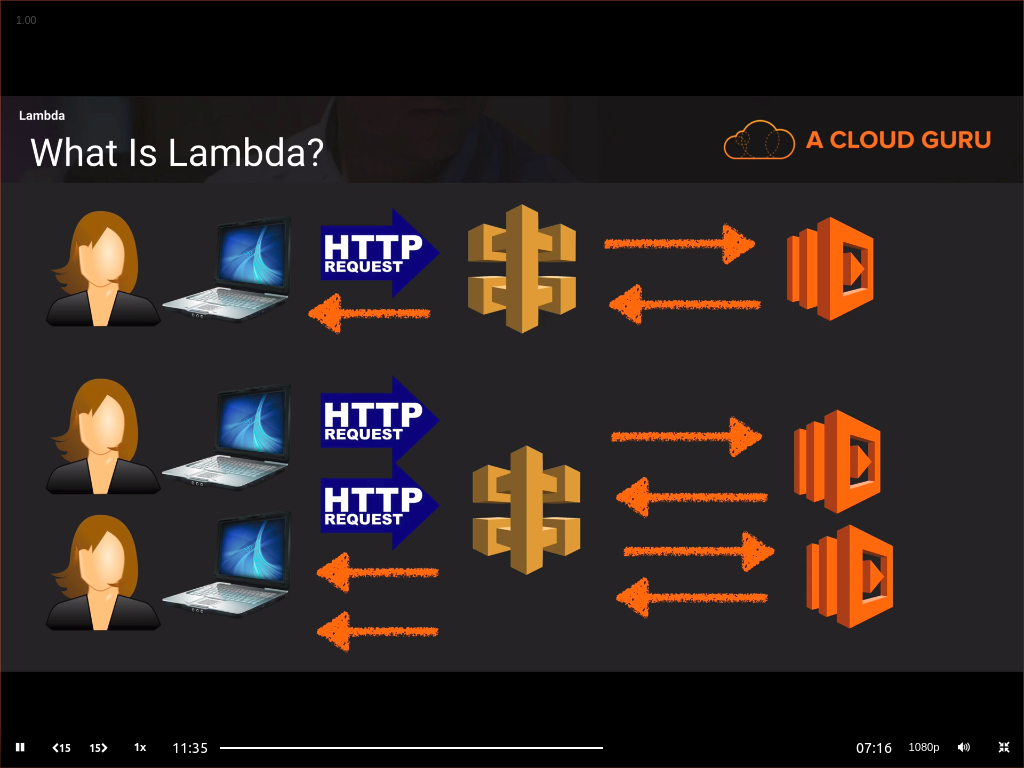 1.00
Lambda
What Is Lambda?
A CLOUD GURU
HTTP
REQUEST
HTTP
REQUEST
HTTP
REQUEST
15
15
1x
11:35
07:16
1080p